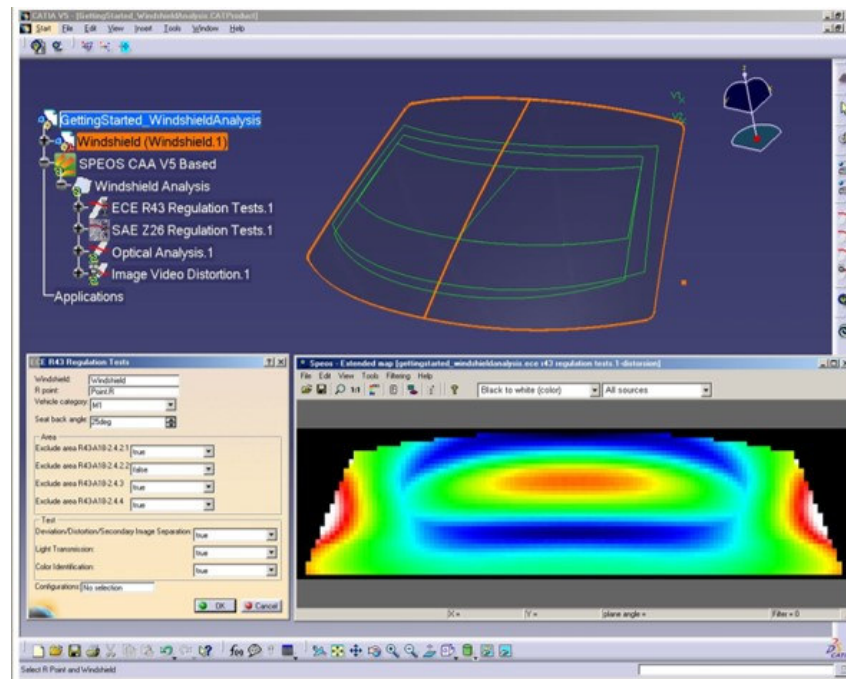 CATIA V5 - [GettingStarted_WindshieldAnalysis.CATProduct]
Start File Edit View Insert Tools Window Help
GettingStarted_WindshieldAnalysis
Windshield (Windshield.1)
SPEOS CAA V5 Based
Windshield Analysis
ECE R43 Regulation Tests.1
SAE Z26 Regulation Tests.1
Optical Analysis.1
Image Video Distortion.1
Applications
z
ECE R43 Regulation Tests
Windshield: Windshield
R point: Point.R
Vehicle category: M1
Seat back angle: 25deg
Area
Exclude area R43-A18-2.4.2.1 true
Exclude area R43-A18-2.4.2.2 false
Exclude area R43-A18-2.4.3 true
Exclude area R43-A18-2.4.4 true
Test
Deviation/Distortion/Secondary Image Separation: true
Light Transmission: true
Color Identification: true
Configurations: No selection
OK Cancel
Speos - Extended map [gettingstarted_windshieldanalysis.ece r43 regulation tests.1-distorsion]
File Edit View Tools Filtering Help
1:1 Black to white (color) All sources
X = Y = plane angle = Filter = 0
Select R Point and Windshield